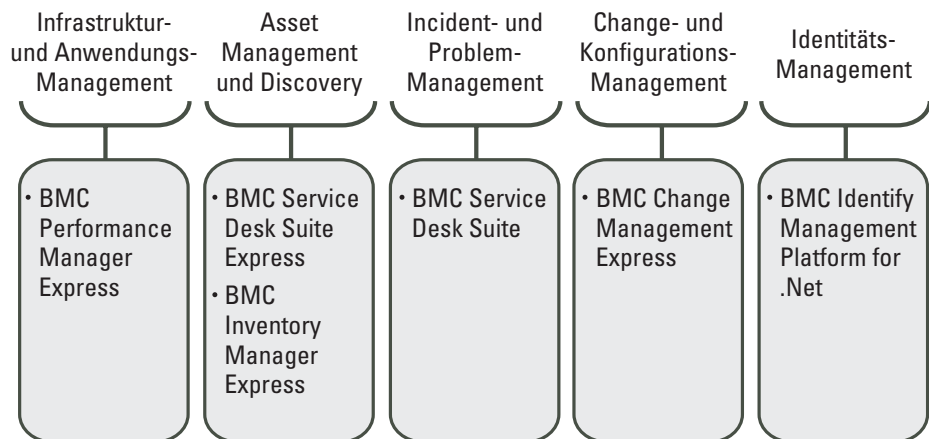 Infrastruktur-
und Anwendungs-
Management
Asset
Management
und Discovery
Incident- und
Problem-
Management
Change- und
Konfigurations-
Management
Identitäts-
Management
• BMC
Performance
Manager
Express
• BMC Service
Desk Suite
Express
• BMC
Inventory
Manager
Express
• BMC Service
Desk Suite
• BMC Change
Management
Express
• BMC Identify
Management
Platform for
.Net